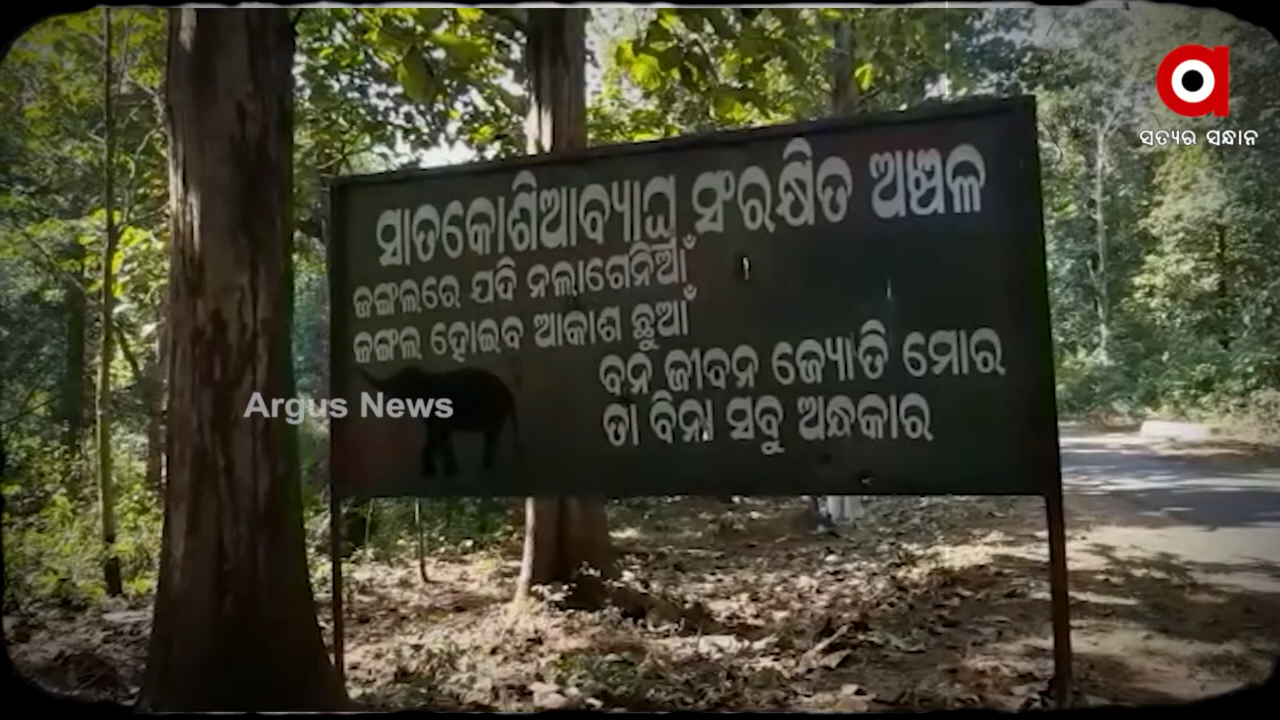 ସତ୍ୟର ସନ୍ଧାନ
ସାତକୋଶିଆବ୍ୟାଘ୍ର ସଂରକ୍ଷିତ ଅଞ୍ଚଳ
ଜଙ୍ଗଲରେ ଯଦି ନଲାଗେନିଆଁ
ଜଙ୍ଗଲ ହୋଇବ ଆକାଶ ଛୁଆଁ
ବନ ଜୀବନ ଜ୍ୟୋତି ମୋର
ତା ବିନା ସବୁ ଅନ୍ଧକାର
Argus News